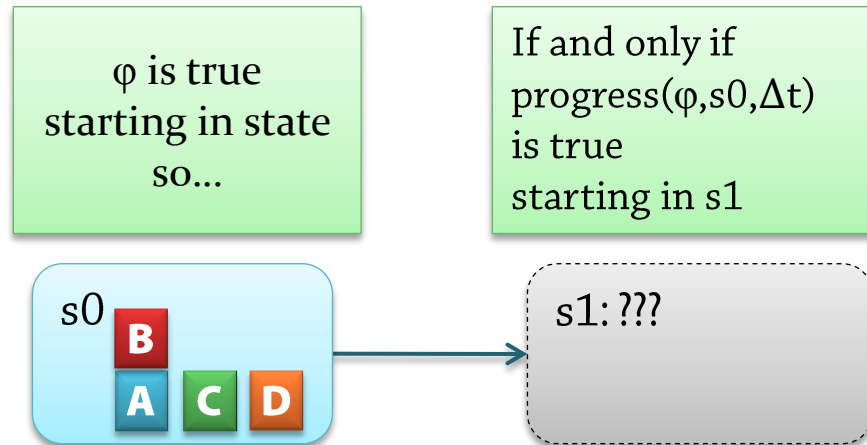 φ is true
starting in state
s0...
If and only if
progress(φ,s0,Δt)
is true
starting in s1
s0
B
A C D
s1: ???